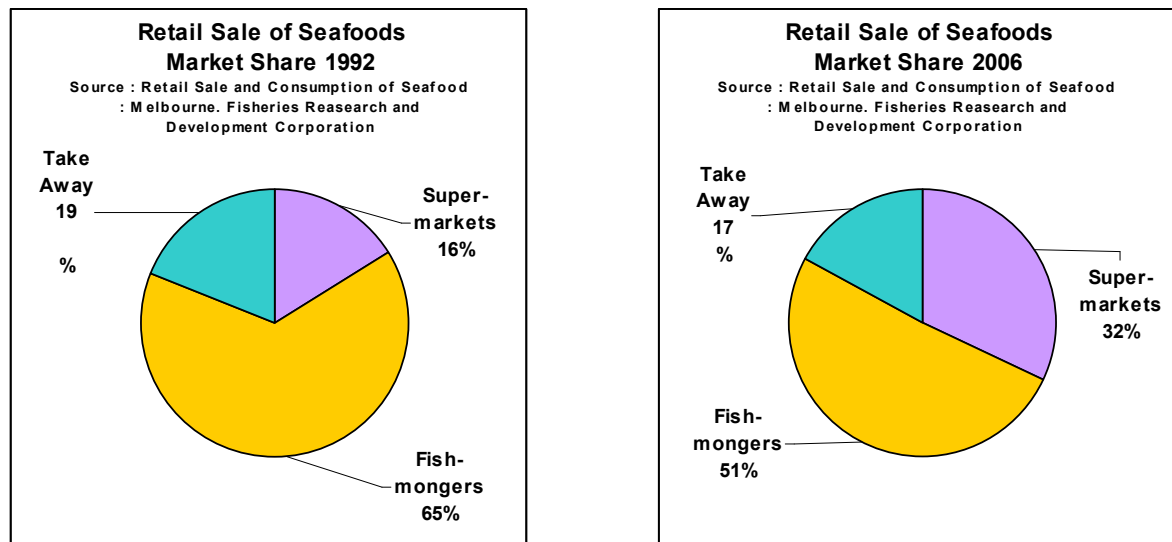 Retail Sale of Seafoods
Market Share 1992
Source : Retail Sale and Consumption of Seafood
: Melbourne. Fisheries Reasearch and
Development Corporation
Take
Away
19
%
Super-
markets
16%
Fish-
mongers
65%
Retail Sale of Seafoods
Market Share 2006
Source : Retail Sale and Consumption of Seafood
: Melbourne. Fisheries Reasearch and
Development Corporation
Take
Away
17
%
Super-
markets
32%
Fish-
mongers
51%